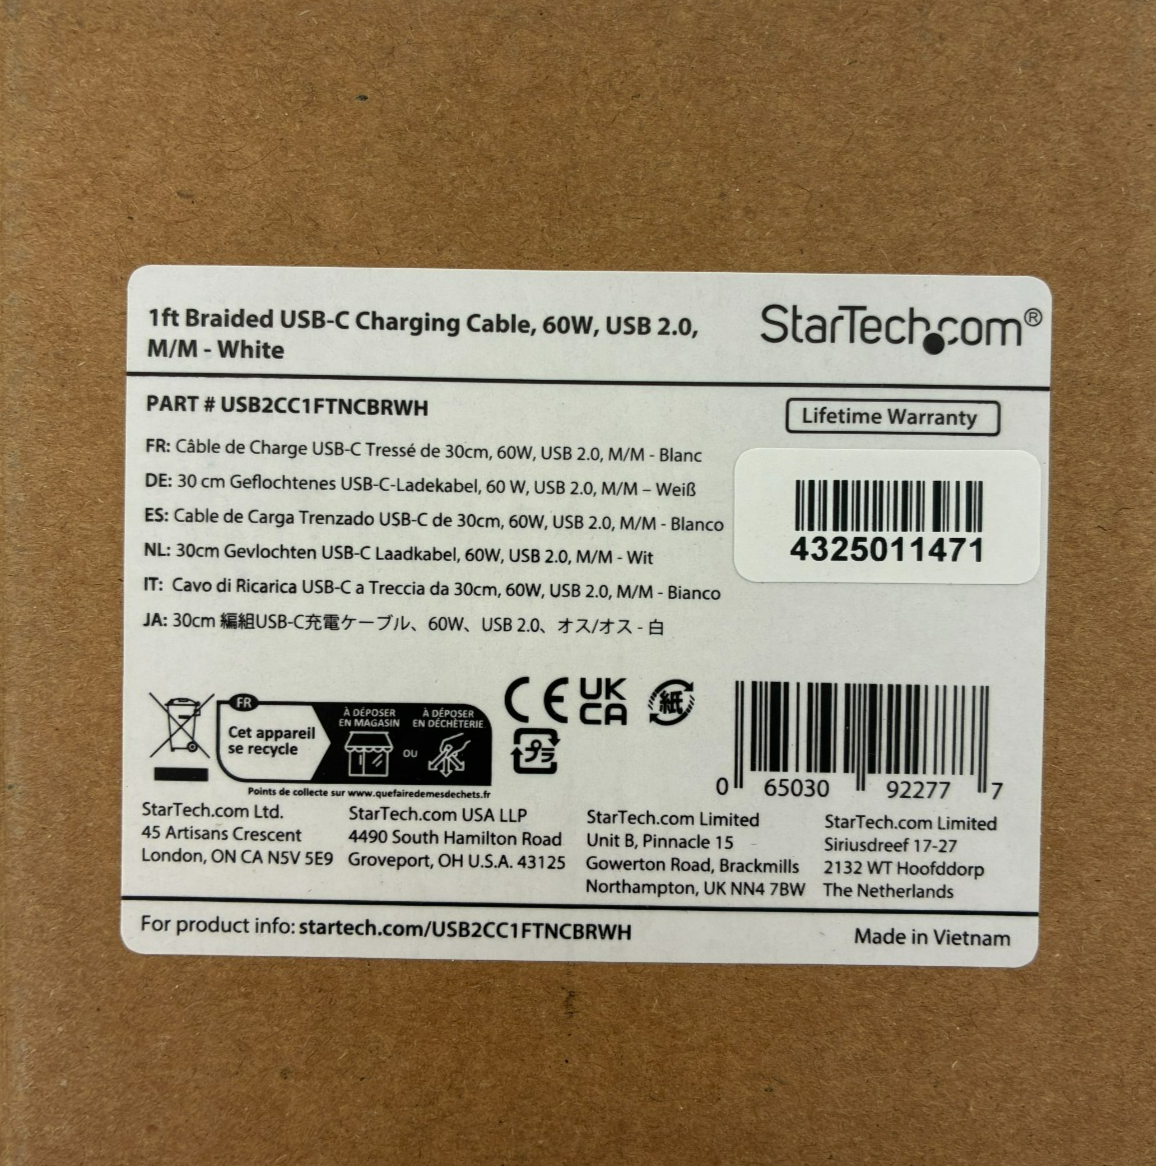 1ft Braided USB-C Charging Cable, 60W, USB 2.0,
M/M - White
StarTech.com®
PART # USB2CC1FTNCBRWH
Lifetime Warranty
FR: Câble de Charge USB-C Tressé de 30cm, 60W, USB 2.0, M/M - Blanc
DE: 30 cm Geflochtenes USB-C-Ladekabel, 60 W, USB 2.0, M/M – Weiß
ES: Cable de Carga Trenzado USB-C de 30cm, 60W, USB 2.0, M/M - Blanco
NL: 30cm Gevlochten USB-C Laadkabel, 60W, USB 2.0, M/M - Wit
IT: Cavo di Ricarica USB-C a Treccia da 30cm, 60W, USB 2.0, M/M - Bianco
JA: 30cm 編組USB-C充電ケーブル、60W、USB 2.0、オス/オス - 白
4325011471
FR
Cet appareil
se recycle
À DÉPOSER
EN MAGASIN
OU
À DÉPOSER
EN DÉCHÈTERIE
Points de collecte sur www.quefairedemesdechets.fr
CE
UK
CA
紙
プラ
0 65030 92277 7
StarTech.com Ltd.
45 Artisans Crescent
London, ON CA N5V 5E9
StarTech.com USA LLP
4490 South Hamilton Road
Groveport, OH U.S.A. 43125
StarTech.com Limited
Unit B, Pinnacle 15
Gowerton Road, Brackmills
Northampton, UK NN4 7BW
StarTech.com Limited
Siriusdreef 17-27
2132 WT Hoofddorp
The Netherlands
For product info: startech.com/USB2CC1FTNCBRWH
Made in Vietnam